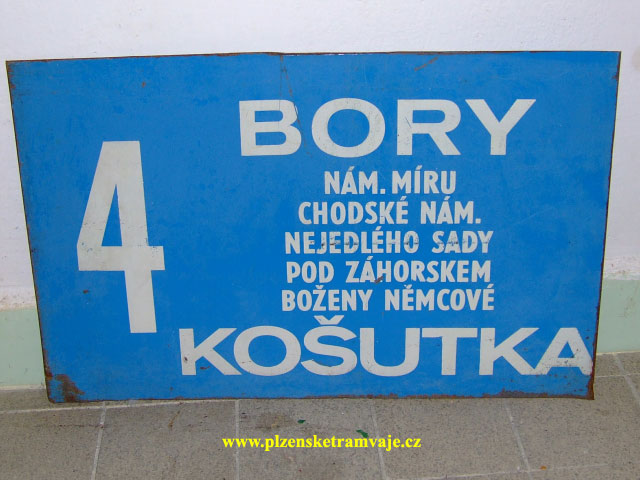 4
BORY
NÁM. MÍRU
CHODSKÉ NÁM.
NEJEDLÉHO SADY
POD ZÁHORSKEM
BOŽENY NĚMCOVÉ
KOŠUTKA
www.plzensketramvaje.cz